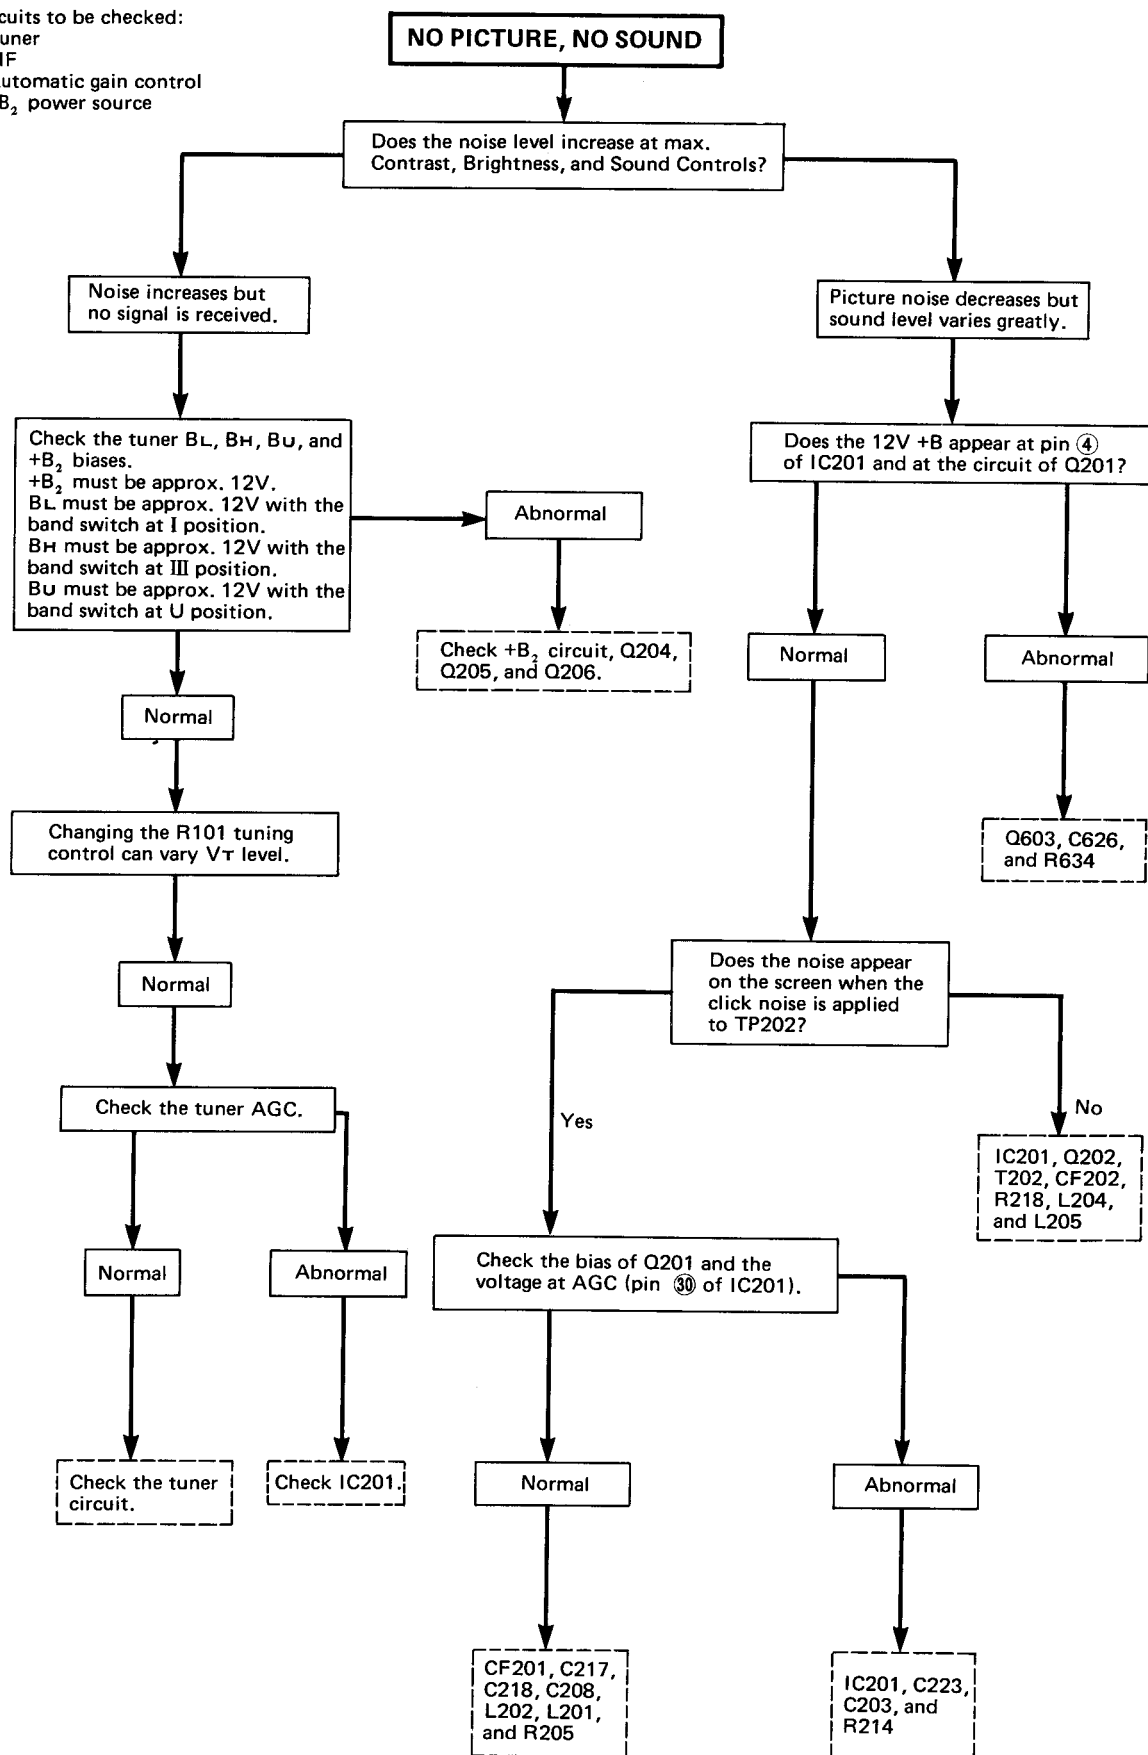 cuits to be checked:
uner
IF
utomatic gain control
B₂ power source
NO PICTURE, NO SOUND
Does the noise level increase at max.
Contrast, Brightness, and Sound Controls?
Noise increases but
no signal is received.
Picture noise decreases but
sound level varies greatly.
Check the tuner BL, BH, BU, and
+B₂ biases.
+B₂ must be approx. 12V.
BL must be approx. 12V with the
band switch at I position.
BH must be approx. 12V with the
band switch at III position.
BU must be approx. 12V with the
band switch at U position.
Abnormal
Check +B₂ circuit, Q204,
Q205, and Q206.
Does the 12V +B appear at pin ④
of IC201 and at the circuit of Q201?
Normal
Abnormal
Q603, C626,
and R634
Normal
Changing the R101 tuning
control can vary VT level.
Normal
Check the tuner AGC.
Normal
Abnormal
Check the tuner
circuit.
Check IC201.
Does the noise appear
on the screen when the
click noise is applied
to TP202?
Yes
No
IC201, Q202,
T202, CF202,
R218, L204,
and L205
Check the bias of Q201 and the
voltage at AGC (pin ㉚ of IC201).
Normal
Abnormal
CF201, C217,
C218, C208,
L202, L201,
and R205
IC201, C223,
C203, and
R214